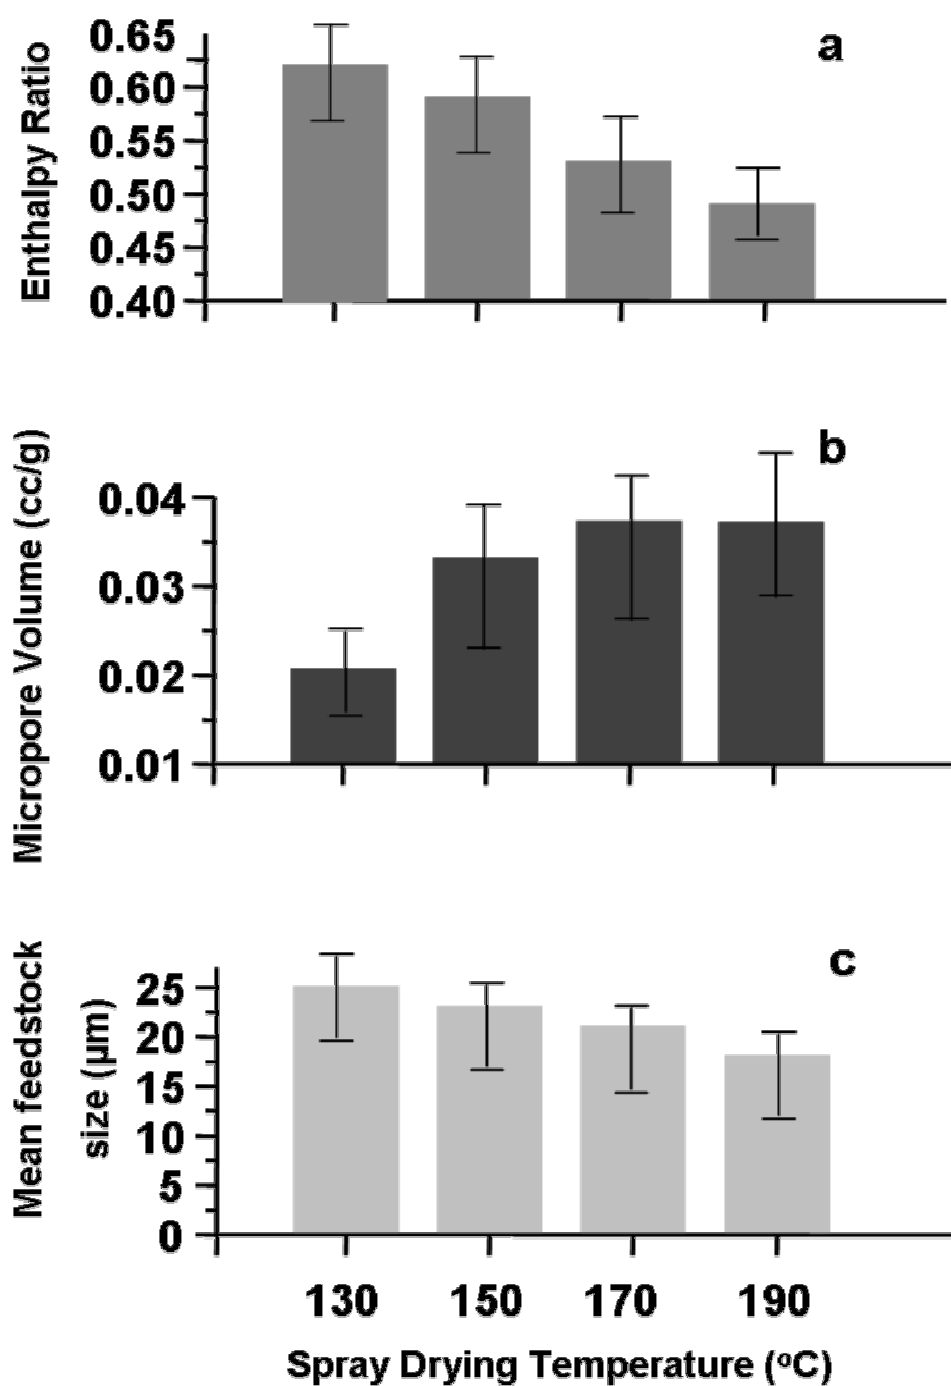 a
Enthalpy Ratio
0.65
0.60
0.55
0.50
0.45
0.40
b
Micropore Volume (cc/g)
0.04
0.03
0.02
0.01
c
Mean feedstock
size (µm)
25
20
15
10
5
0
130 150 170 190
Spray Drying Temperature (ºC)